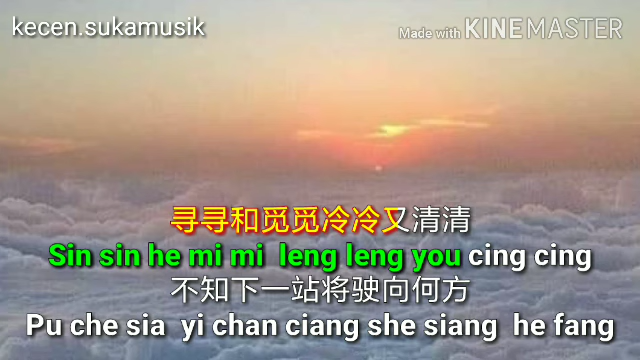 kecen.sukamusik
Made with KINEMASTER
寻寻和觅觅冷冷又清清
Sin sin he mi mi leng leng you cing cing
不知下一站将驶向何方
Pu che sia yi chan ciang she siang he fang